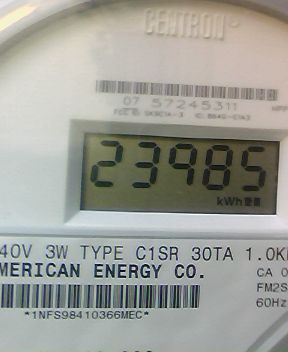 CENTRON
07 57245311
23985
kWh
40V 3W TYPE C1SR 30TA 1.0K
MERICAN ENERGY CO.
CA 0
FM2S
60Hz
*1NFS98410366MEC*